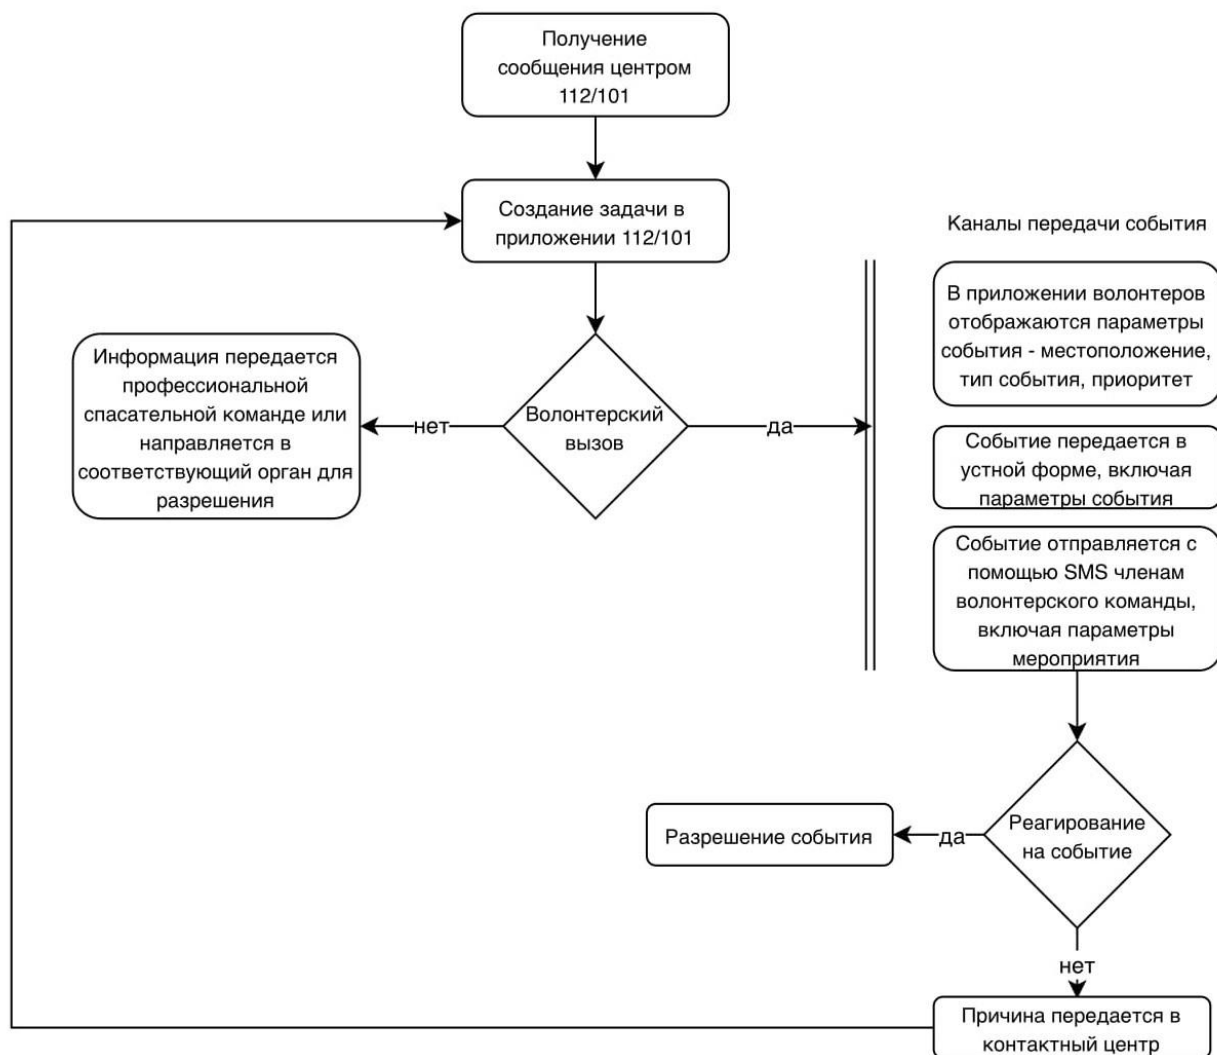 Получение
сообщения центром
112/101
Создание задачи в
приложении 112/101
Каналы передачи события
В приложении волонтеров
отображаются параметры
события - местоположение,
тип события, приоритет
Информация передается
профессиональной
спасательной команде или
направляется в
соответствующий орган для
разрешения
нет
Волонтерский
вызов
да
Событие передается в
устной форме, включая
параметры события
Событие отправляется с
помощью SMS членам
волонтерского команды,
включая параметры
мероприятия
Разрешение события
да
Реагирование
на событие
нет
Причина передается в
контактный центр